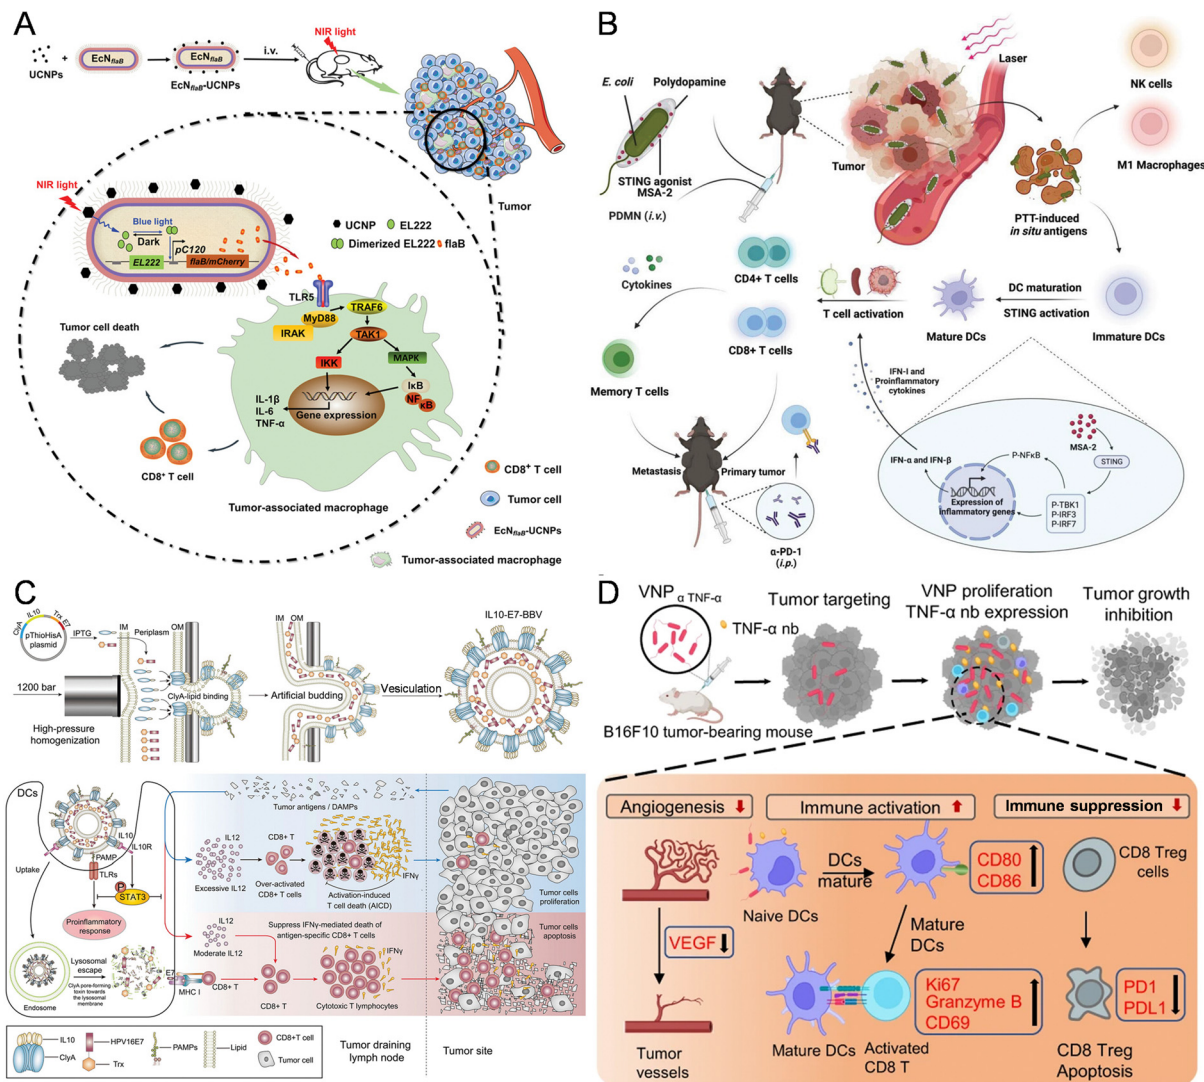 A
UCNPs
+
EcNflaB
EcNflaB
EcNflaB-UCNPs
i.v.
NIR light
Tumor
NIR light
Blue light
Dark
pC120
EL222
flaB/mCherry
UCNP
EL222
Dimerized EL222
flaB
TLR5
MyD88
TRAF6
IRAK
TAK1
IKK
MAPK
IκB
NF
κB
IL-1β
IL-6
TNF-α
Gene expression
Tumor cell death
CD8⁺ T cell
Tumor-associated macrophage
CD8⁺ T cell
Tumor cell
EcNflaB-UCNPs
Tumor-associated macrophage
B
E. coli
Polydopamine
STING agonist
MSA-2
PDMN (i.v.)
Laser
Tumor
NK cells
M1 Macrophages
PTT-induced
in situ antigens
Cytokines
CD4+ T cells
T cell activation
Mature DCs
DC maturation
STING activation
Immature DCs
CD8+ T cells
Memory T cells
IFN-I and
Proinflammatory
cytokines
Metastasis
Primary tumor
α-PD-1
(i.p.)
MSA-2
STING
P-NFκB
IFN-α and IFN-β
Expression of
inflammatory genes
P-TBK1
P-IRF3
P-IRF7
C
ClyA
IL10
Trx
E7
pThioHisA
plasmid
IPTG
IM
Periplasm
OM
1200 bar
High-pressure
homogenization
ClyA-lipid binding
IM
OM
Artificial budding
Vesiculation
IL10-E7-BBV
DCs
IL10
IL10R
PAMP
TLRs
Uptake
P
STAT3
Proinflammatory
response
Lysosomal
escape
ClyA pore-forming
toxin towards
the lysosomal
membrane
Endosome
E7
MHC I
CD8+ T
Tumor antigens / DAMPs
IL12
Excessive IL12
CD8+ T
Over-activated
CD8+ T cells
Activation-induced
T cell death (AICD)
IFNγ
Tumor cells
proliferation
IL12
Moderate IL12
Suppress IFNγ-mediated death of
antigen-specific CD8+ T cells
IFNγ
CD8+ T
Cytotoxic T lymphocytes
Tumor cells
apoptosis
IL10
ClyA
HPV16E7
Trx
PAMPs
Lipid
CD8+T cell
Tumor cell
Tumor draining
lymph node
Tumor site
D
VNP α TNF-α
TNF-α nb
B16F10 tumor-bearing mouse
Tumor targeting
VNP proliferation
TNF-α nb expression
Tumor growth
inhibition
Angiogenesis
Immune activation
Immune suppression
VEGF
Tumor
vessels
Naive DCs
DCs
mature
CD80
CD86
Mature
DCs
Mature DCs
Activated
CD8 T
Ki67
Granzyme B
CD69
CD8 Treg
cells
PD1
PDL1
CD8 Treg
Apoptosis